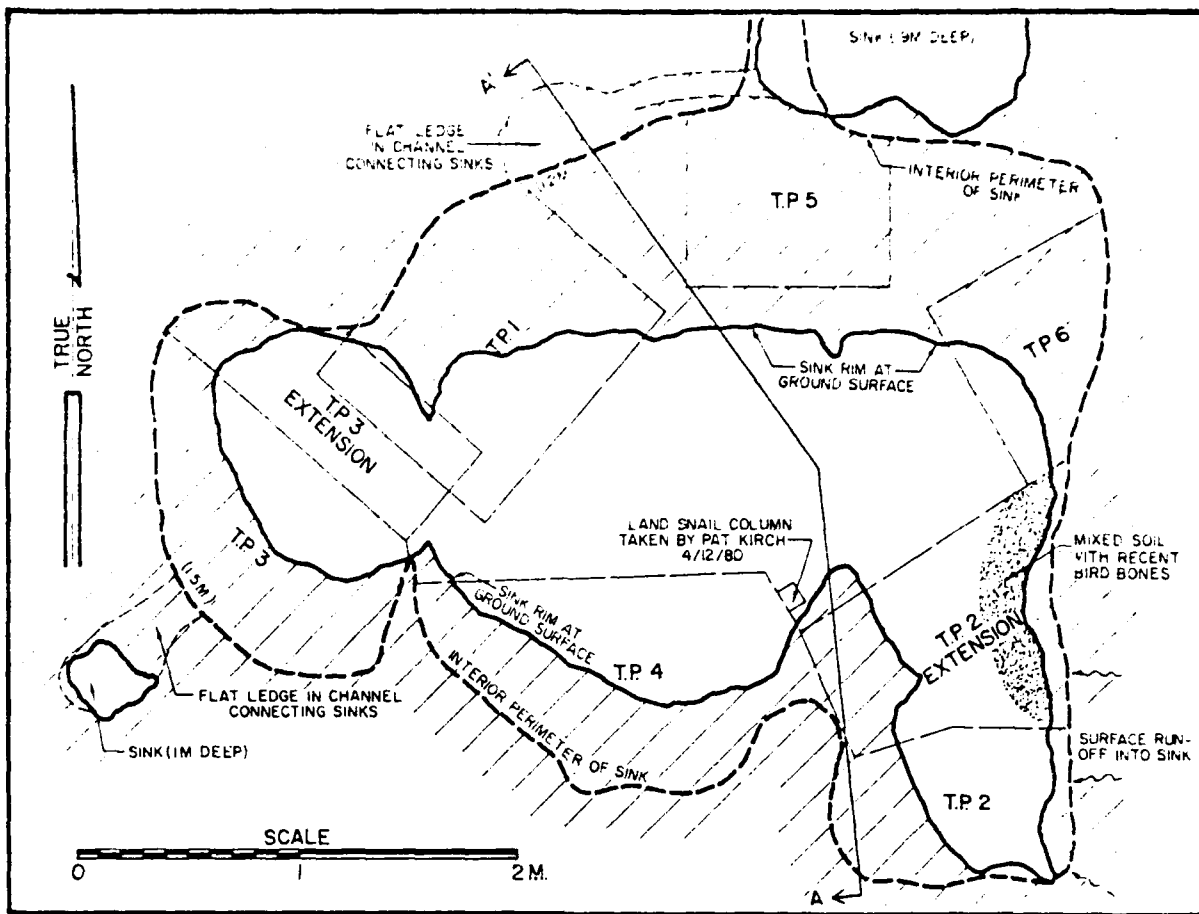 SINK (.9M DEEP)
A'
FLAT LEDGE
IN CHANNEL
CONNECTING SINKS
INTERIOR PERIMETER
OF SINK
T.P. 5
TRUE
NORTH
T.P. 1
T.P. 6
SINK RIM AT
GROUND SURFACE
T.P. 3
EXTENSION
LAND SNAIL COLUMN
TAKEN BY PAT KIRCH
4/12/80
MIXED SOIL
WITH RECENT
BIRD BONES
T.P. 3
(1.5M)
SINK RIM AT
GROUND SURFACE
T.P. 2
EXTENSION
T.P. 4
FLAT LEDGE IN CHANNEL
CONNECTING SINKS
INTERIOR PERIMETER OF SINK
SINK (1M DEEP)
SURFACE RUN-
OFF INTO SINK
T.P. 2
SCALE
0 1 2 M.
A